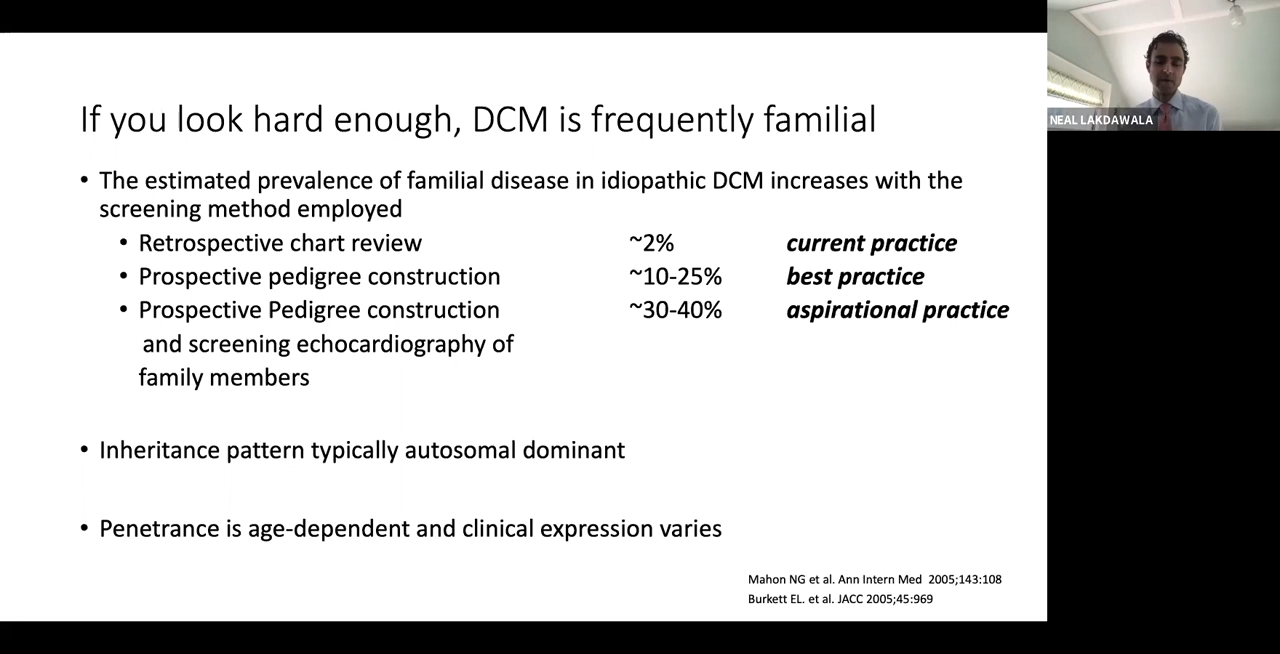 If you look hard enough, DCM is frequently familial
NEAL LAKDAWALA
• The estimated prevalence of familial disease in idiopathic DCM increases with the
screening method employed
• Retrospective chart review ~2% current practice
• Prospective pedigree construction ~10-25% best practice
• Prospective Pedigree construction ~30-40% aspirational practice
and screening echocardiography of
family members
• Inheritance pattern typically autosomal dominant
• Penetrance is age-dependent and clinical expression varies
Mahon NG et al. Ann Intern Med 2005;143:108
Burkett EL. et al. JACC 2005;45:969